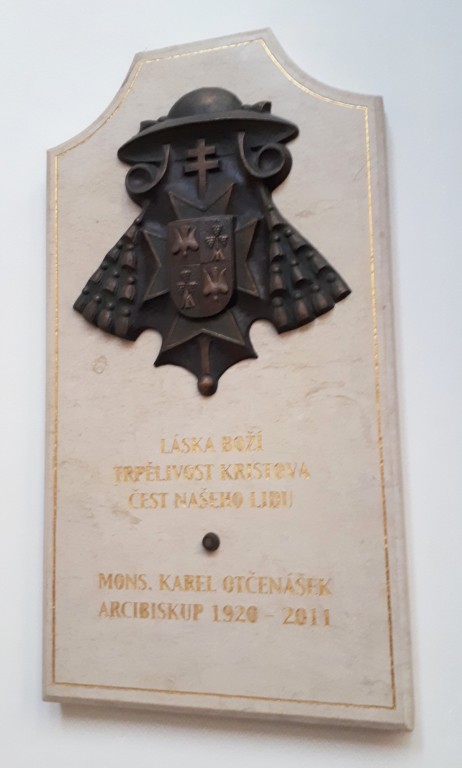 LÁSKA BOŽÍ
TRPĚLIVOST KRISTOVA
ČEST NAŠEHO LIDU
MONS. KAREL OTČENÁŠEK
ARCIBISKUP 1920 – 2011